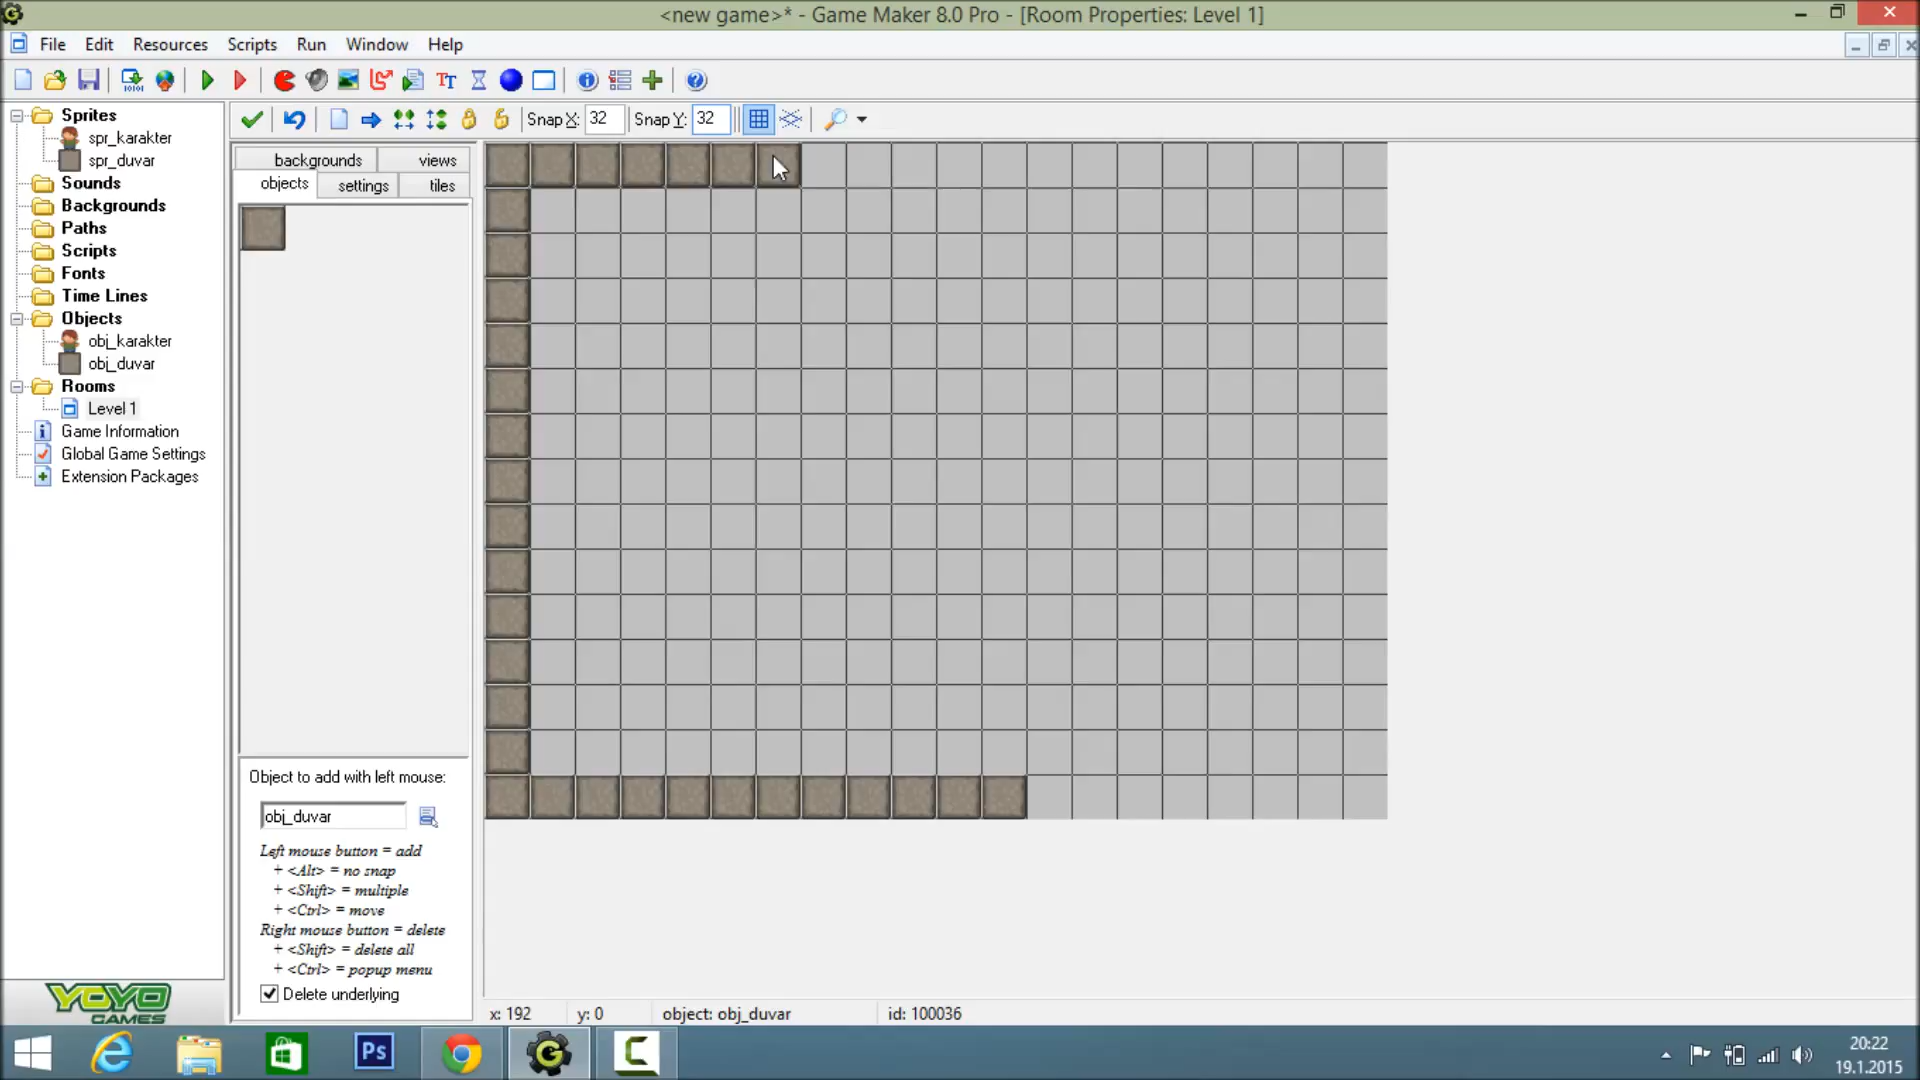 <new game>* - Game Maker 8.0 Pro - [Room Properties: Level 1]
File Edit Resources Scripts Run Window Help
Snap X: 32 Snap Y: 32
Sprites
spr_karakter
spr_duvar
Sounds
Backgrounds
Paths
Scripts
Fonts
Time Lines
Objects
obj_karakter
obj_duvar
Rooms
Level 1
Game Information
Global Game Settings
Extension Packages
backgrounds views
objects settings tiles
Object to add with left mouse:
obj_duvar
Left mouse button = add
+ <Alt> = no snap
+ <Shift> = multiple
+ <Ctrl> = move
Right mouse button = delete
+ <Shift> = delete all
+ <Ctrl> = popup menu
Delete underlying
YOYO
GAMES
x: 192 y: 0 object: obj_duvar id: 100036
Ps
20:22
19.1.2015